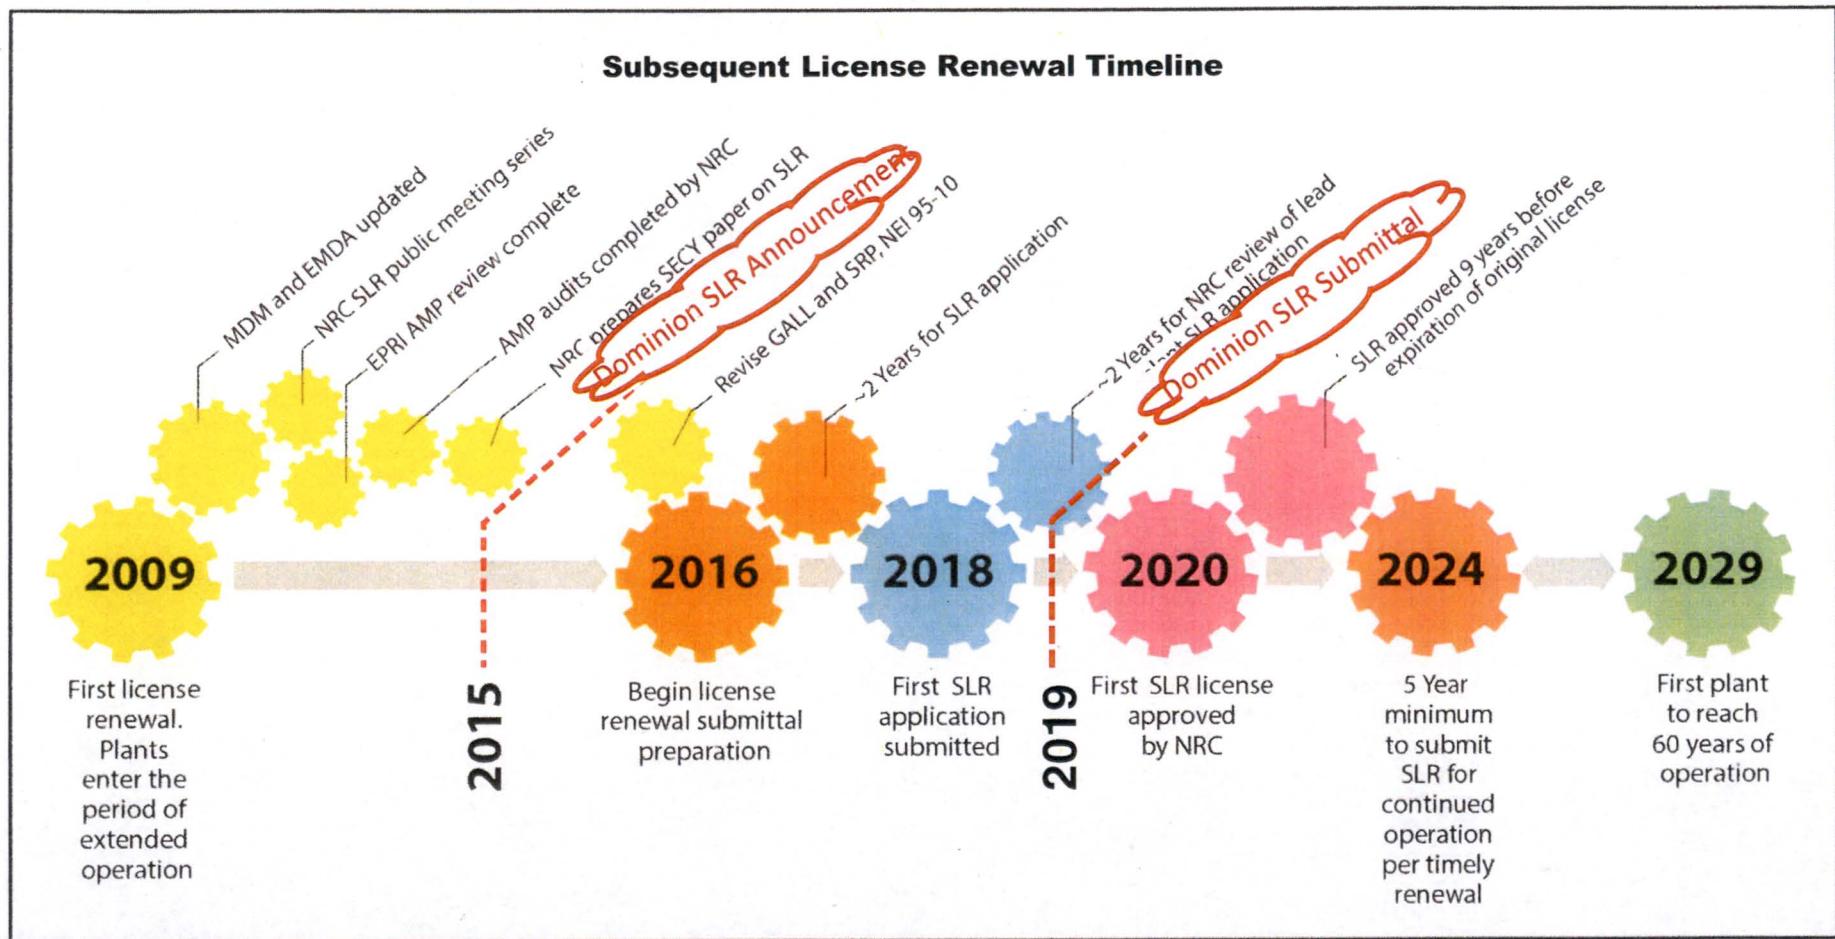 Subsequent License Renewal Timeline
MDM and EMDA updated
NRC SLR public meeting series
EPRI AMP review complete
AMP audits completed by NRC
NRC prepares SECY paper on SLR
Dominion SLR Announcemen
Revise GALL and SRP, NEI 95-10
~2 Years for SLR application
~2 Years for NRC review of lead
SLR application
Dominion SLR Submittal
SLR approved 9 years before
expiration of original license
2009
2016
2018
2020
2024
2029
2015
2019
First license
renewal.
Plants
enter the
period of
extended
operation
Begin license
renewal submittal
preparation
First SLR
application
submitted
First SLR license
approved
by NRC
5 Year
minimum
to submit
SLR for
continued
operation
per timely
renewal
First plant
to reach
60 years of
operation